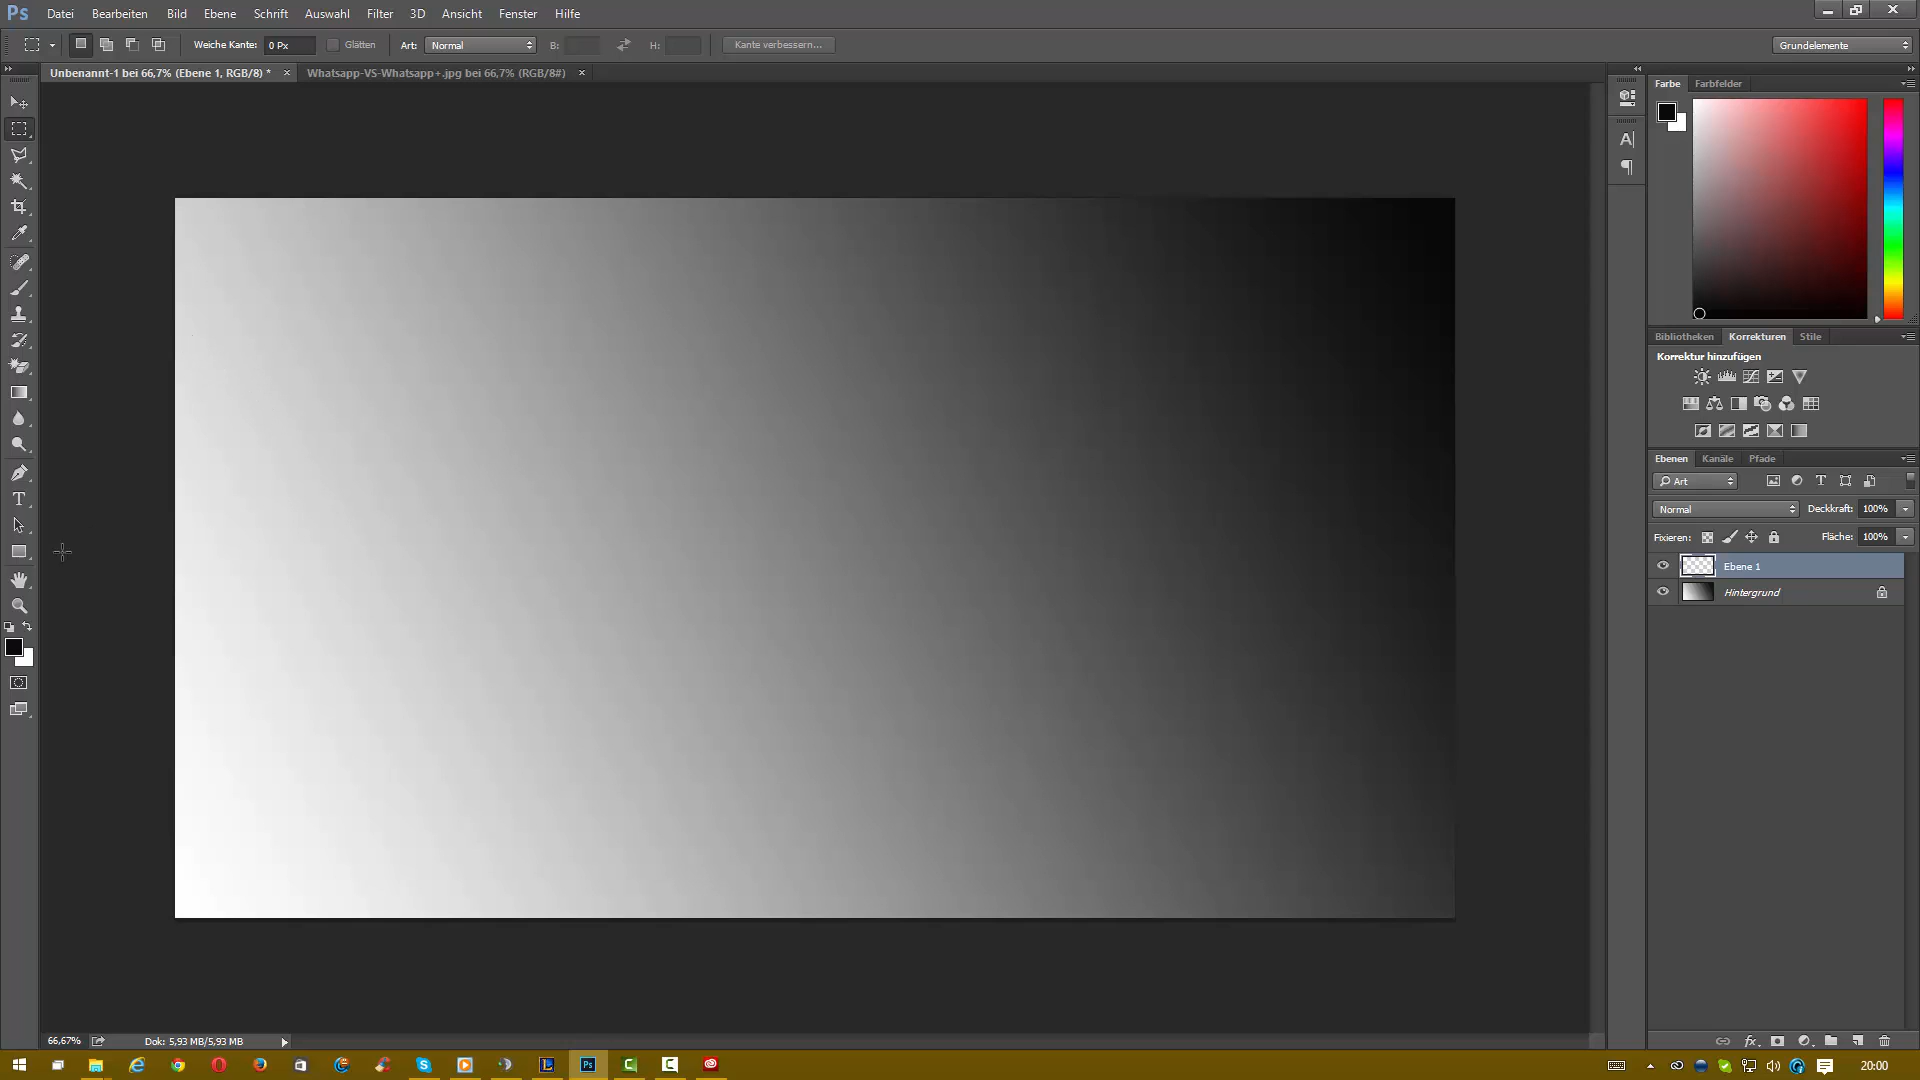 Ps Datei Bearbeiten Bild Ebene Schrift Auswahl Filter 3D Ansicht Fenster Hilfe
Weiche Kante: 0 Px Glätten Art: Normal B: H: Kante verbessern... Grundelemente
Unbenannt-1 bei 66,7% (Ebene 1, RGB/8) * Whatsapp-VS-Whatsapp+.jpg bei 66,7% (RGB/8#)
Farbe Farbfelder
Bibliotheken Korrekturen Stile
Korrektur hinzufügen
Ebenen Kanäle Pfade
Art
Normal Deckkraft: 100%
Fixieren: Fläche: 100%
Ebene 1
Hintergrund
66,67% Dok: 5,93 MB/5,93 MB
20:00